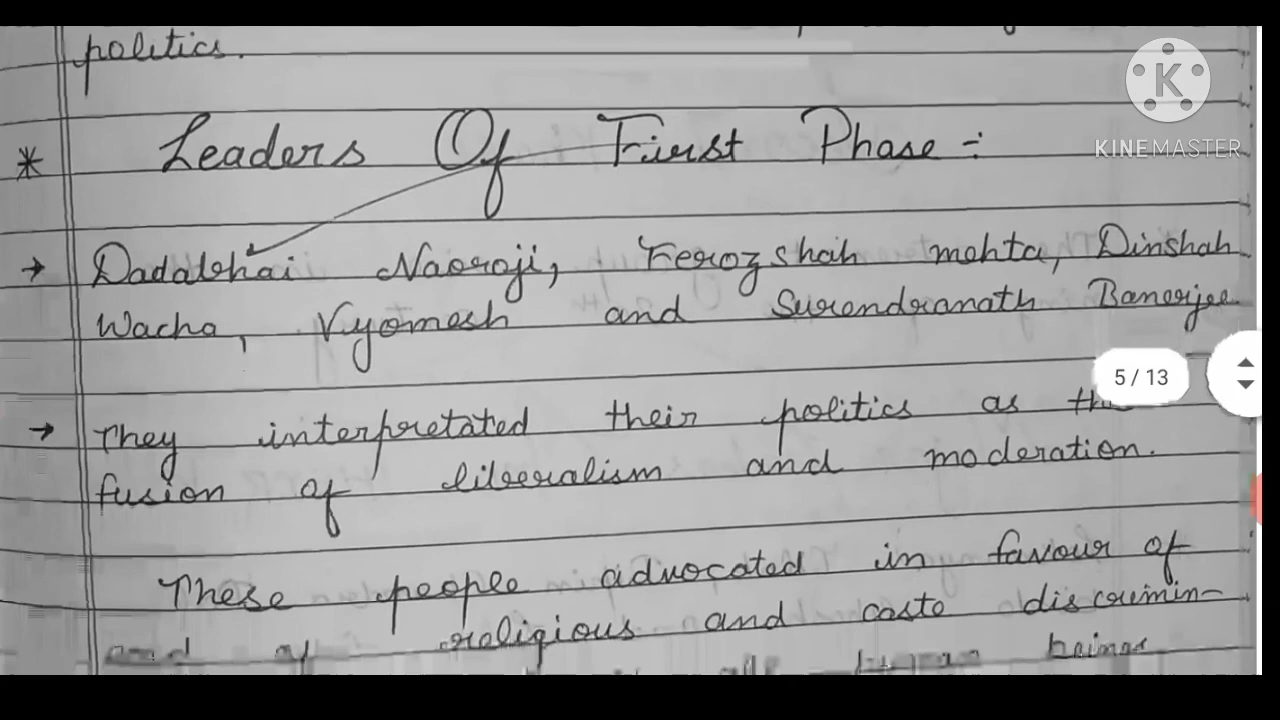 politics.
K
KINEMASTER
* Leaders Of First Phase :-
→ Dadabhai Naoroji, Ferozshah mehta, Dinshah
Wacha, Vyomesh and Surendranath Banerjee
5/13
→ They interpretated their politics as the
fusion of liberalism and moderation.
These people advocated in favour of
religious and caste discrimin-
human beings